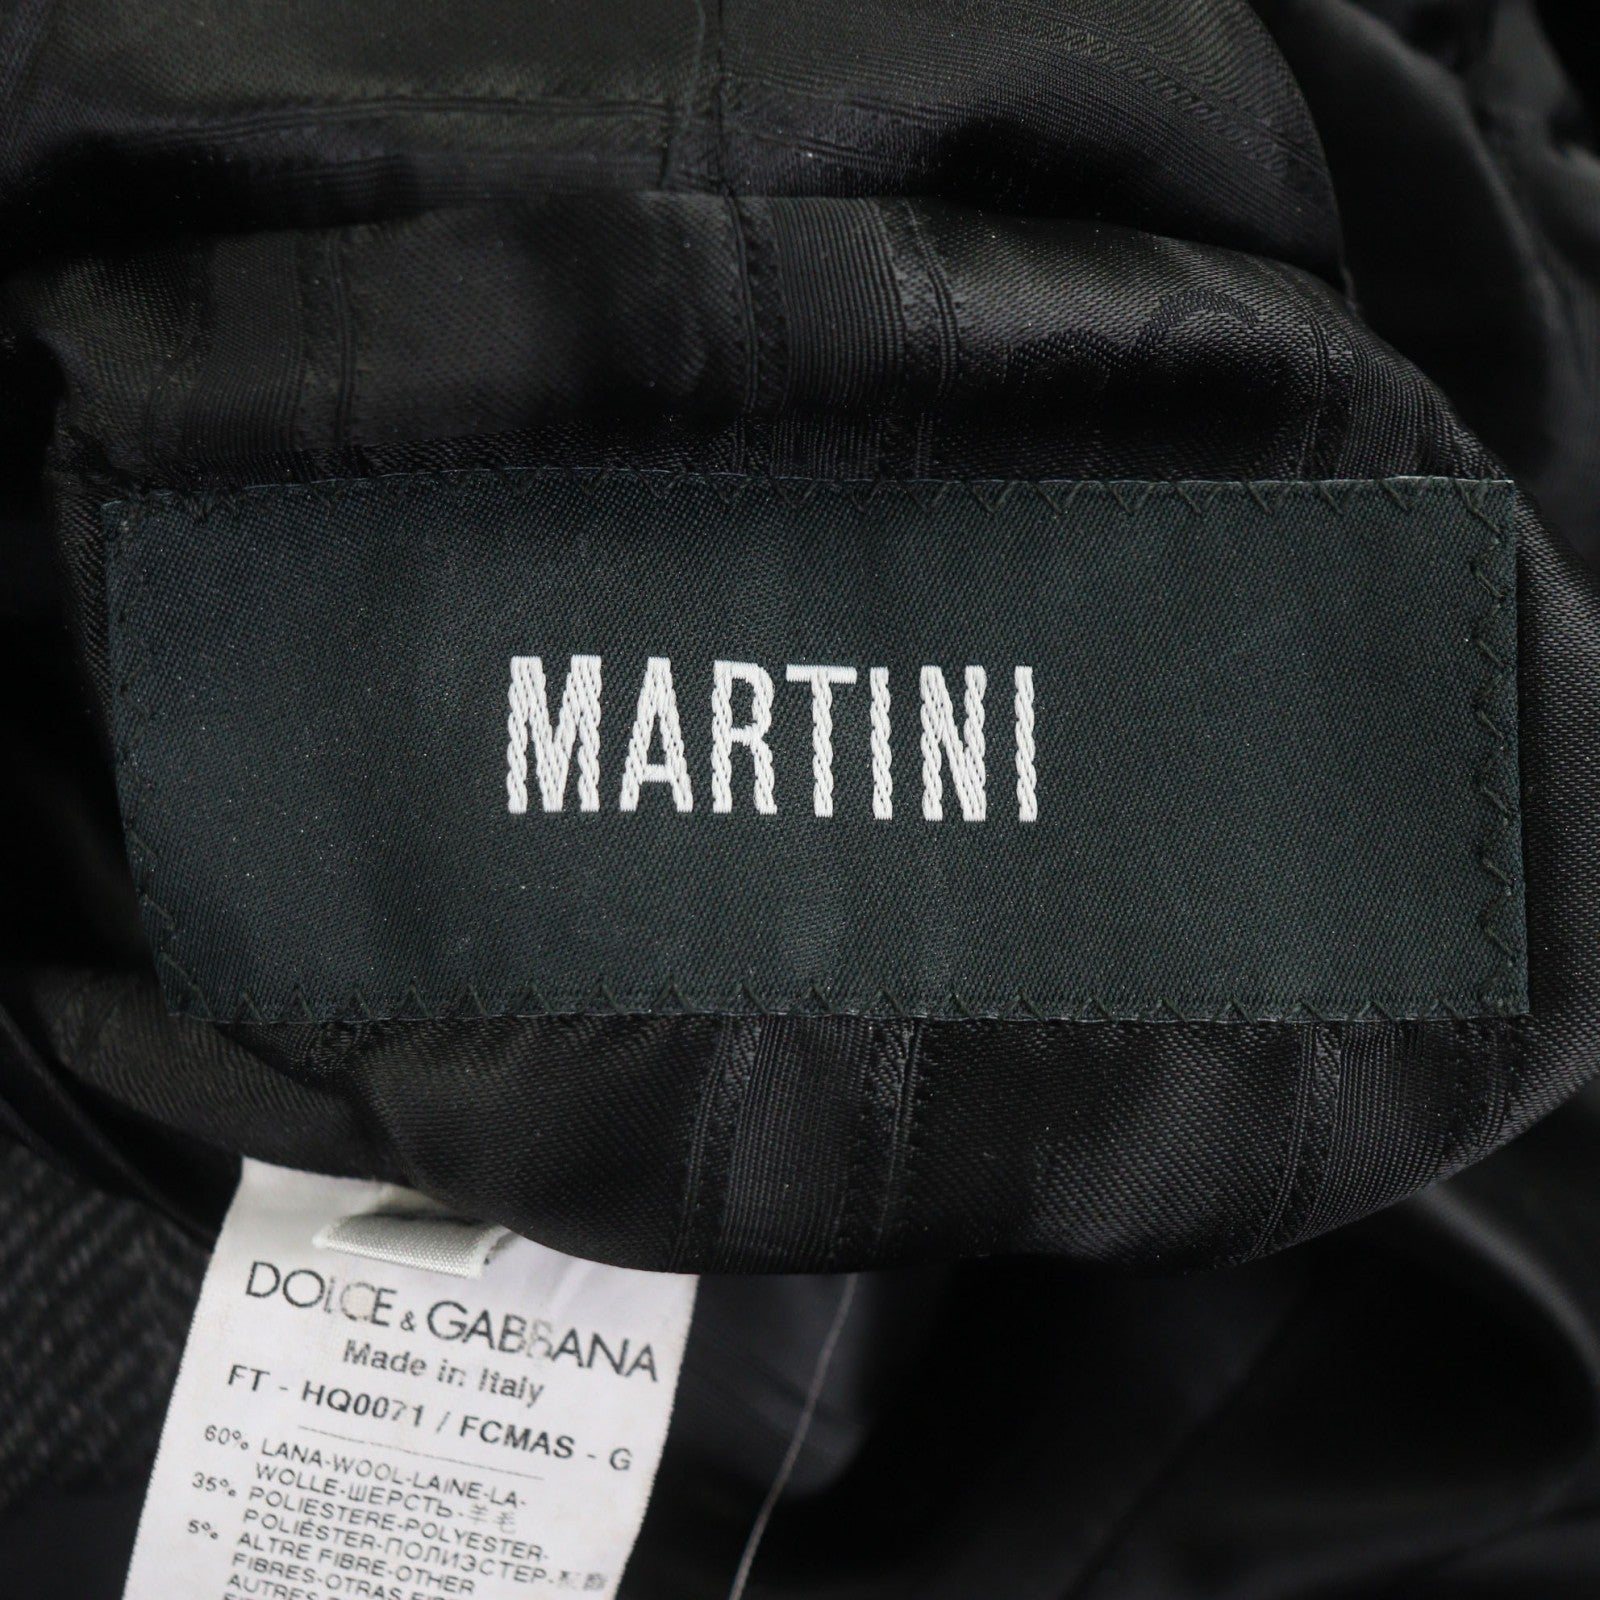 MARTINI
DOLCE & GABBANA
Made in Italy
FT - HQ0071 / FCMAS - G
60% LANA-WOOL-LAINE-LA-
WOLLE-ШЕРСТЬ-羊毛
35% POLIESTERE-POLYESTER-
POLIÉSTER-ПОЛИЭСТЕР-
5% ALTRE FIBRE-OTHER
FIBRES-OTRAS
AUTRES